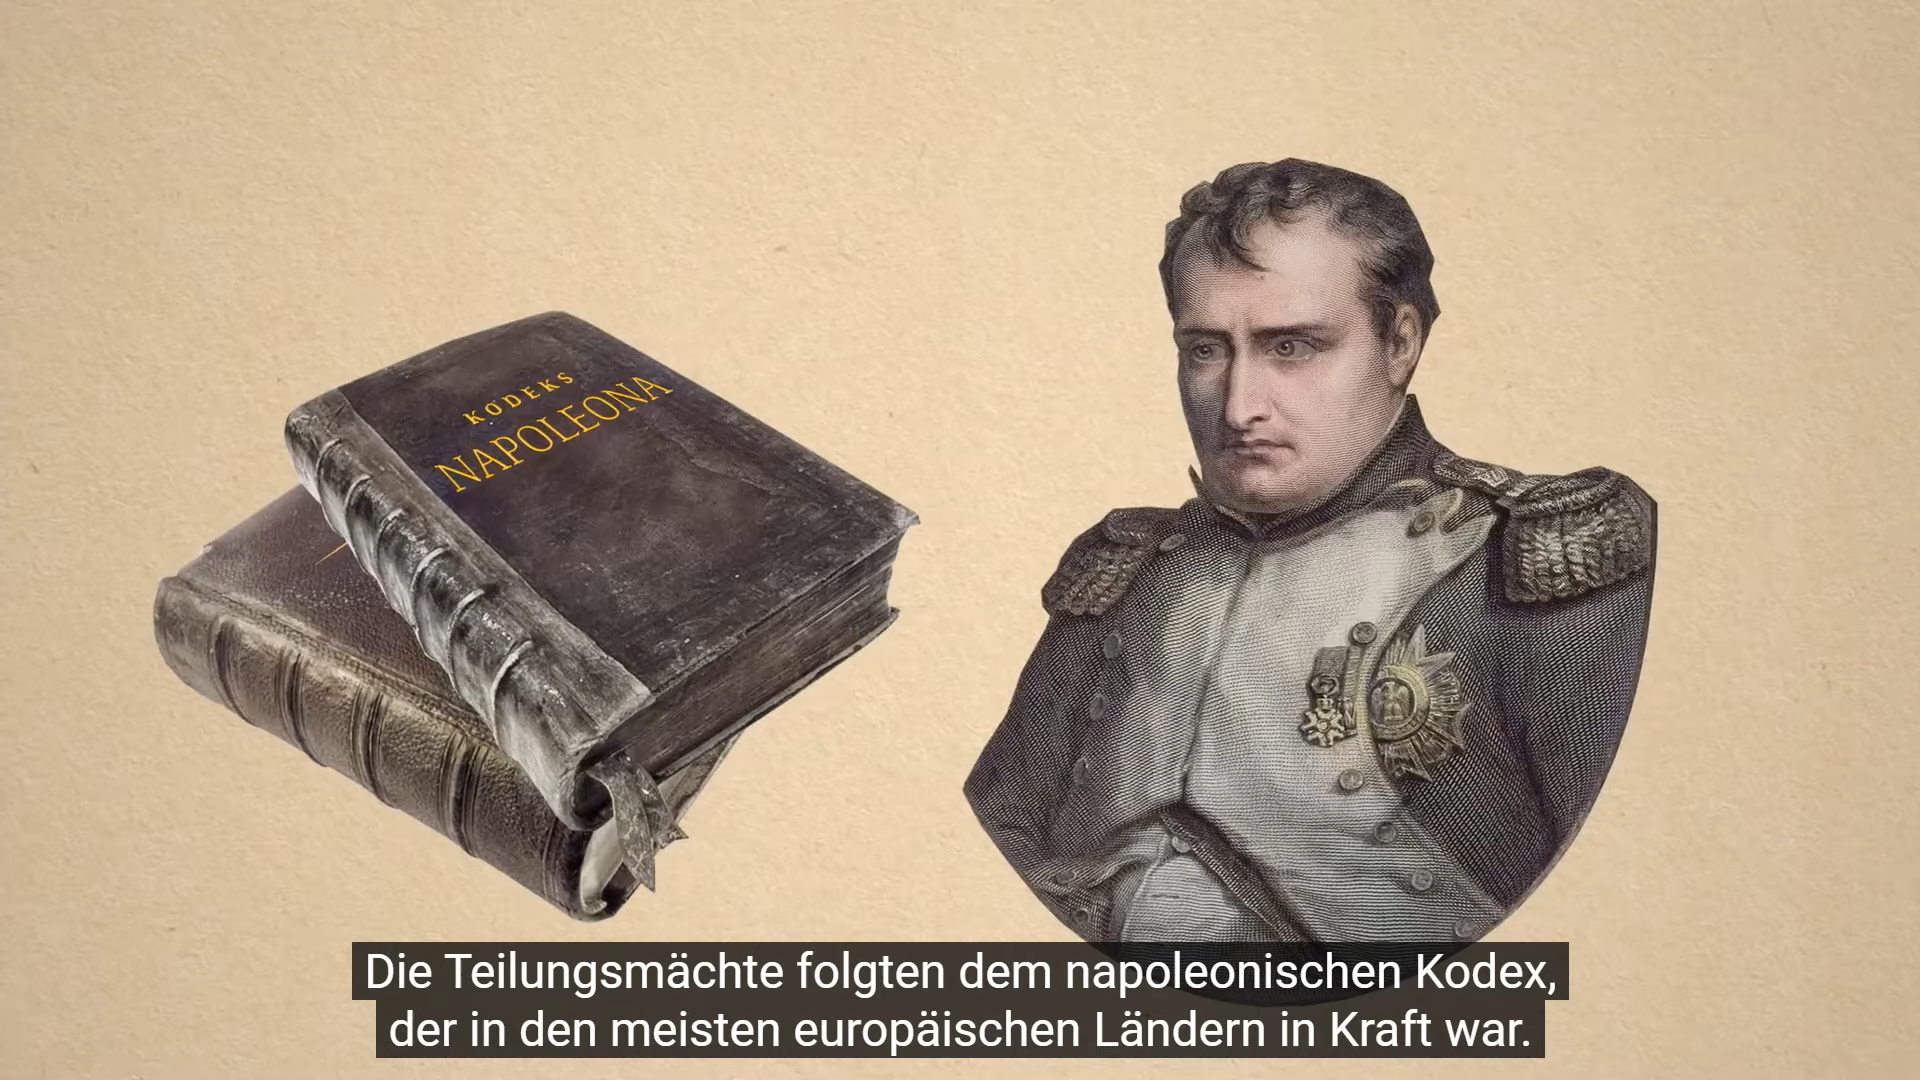 KODEKS
NAPOLEONA
Die Teilungsmächte folgten dem napoleonischen Kodex,
der in den meisten europäischen Ländern in Kraft war.